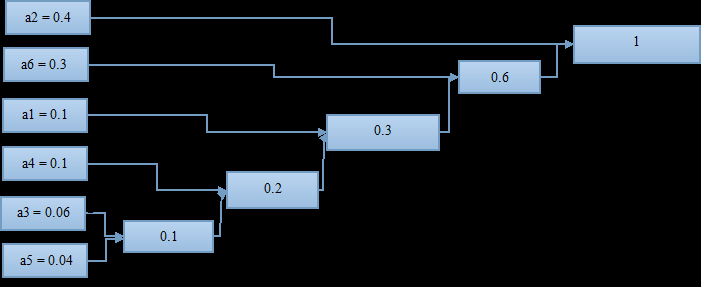 a2 = 0.4
1
a6 = 0.3
0.6
a1 = 0.1
0.3
a4 = 0.1
0.2
a3 = 0.06
0.1
a5 = 0.04